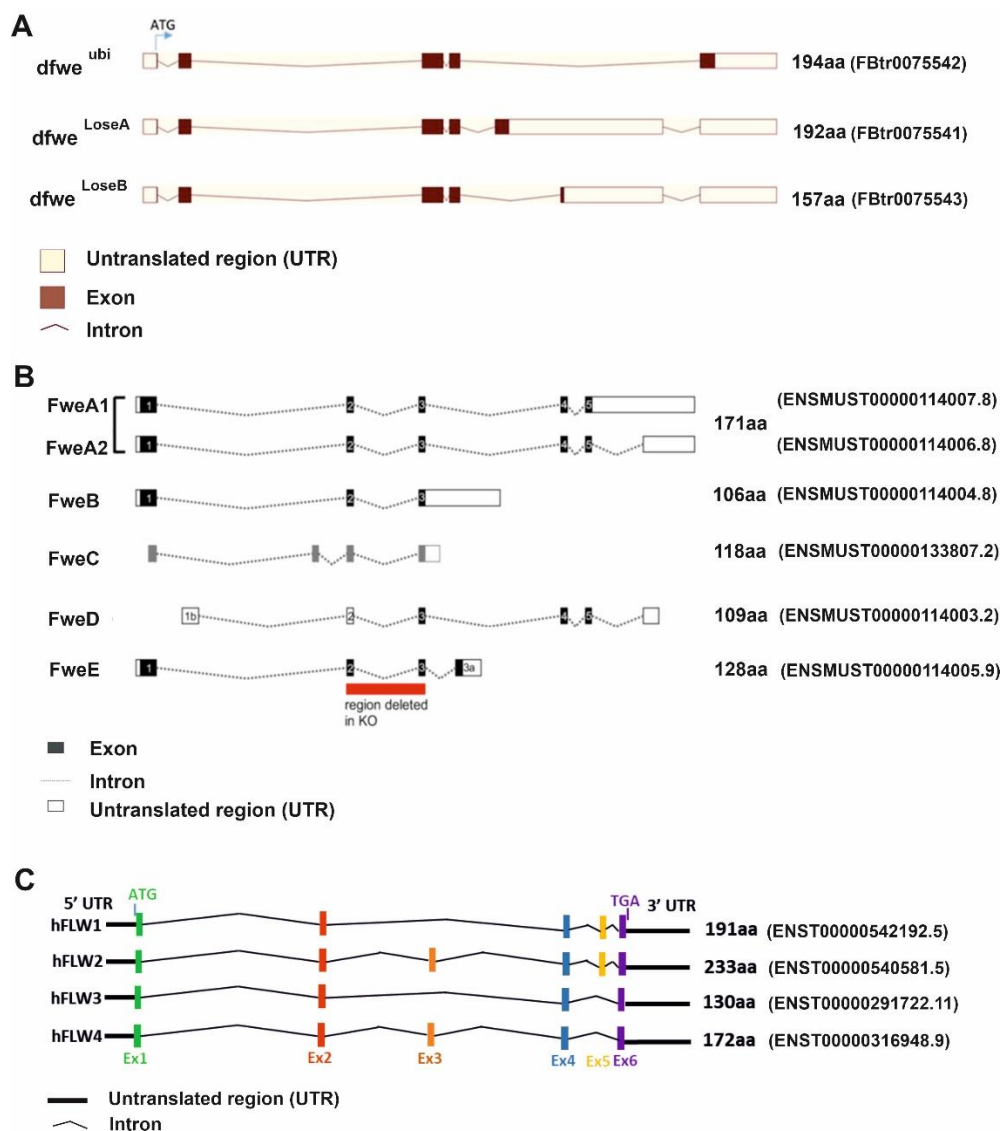 A
ATG
dfwe ubi
194aa (FBtr0075542)
dfwe LoseA
192aa (FBtr0075541)
dfwe LoseB
157aa (FBtr0075543)
Untranslated region (UTR)
Exon
Intron
B
FweA1 1 2 3 4 5 (ENSMUST00000114007.8)
171aa
FweA2 1 2 3 4 5 (ENSMUST00000114006.8)
FweB 1 2 3 106aa (ENSMUST00000114004.8)
FweC 118aa (ENSMUST00000133807.2)
FweD 1b 2 3 4 5 109aa (ENSMUST00000114003.2)
FweE 1 2 3 3a 128aa (ENSMUST00000114005.9)
region deleted
in KO
Exon
Intron
Untranslated region (UTR)
C
5' UTR ATG TGA 3' UTR
hFLW1 191aa (ENST00000542192.5)
hFLW2 233aa (ENST00000540581.5)
hFLW3 130aa (ENST00000291722.11)
hFLW4 172aa (ENST00000316948.9)
Ex1 Ex2 Ex3 Ex4 Ex5 Ex6
Untranslated region (UTR)
Intron